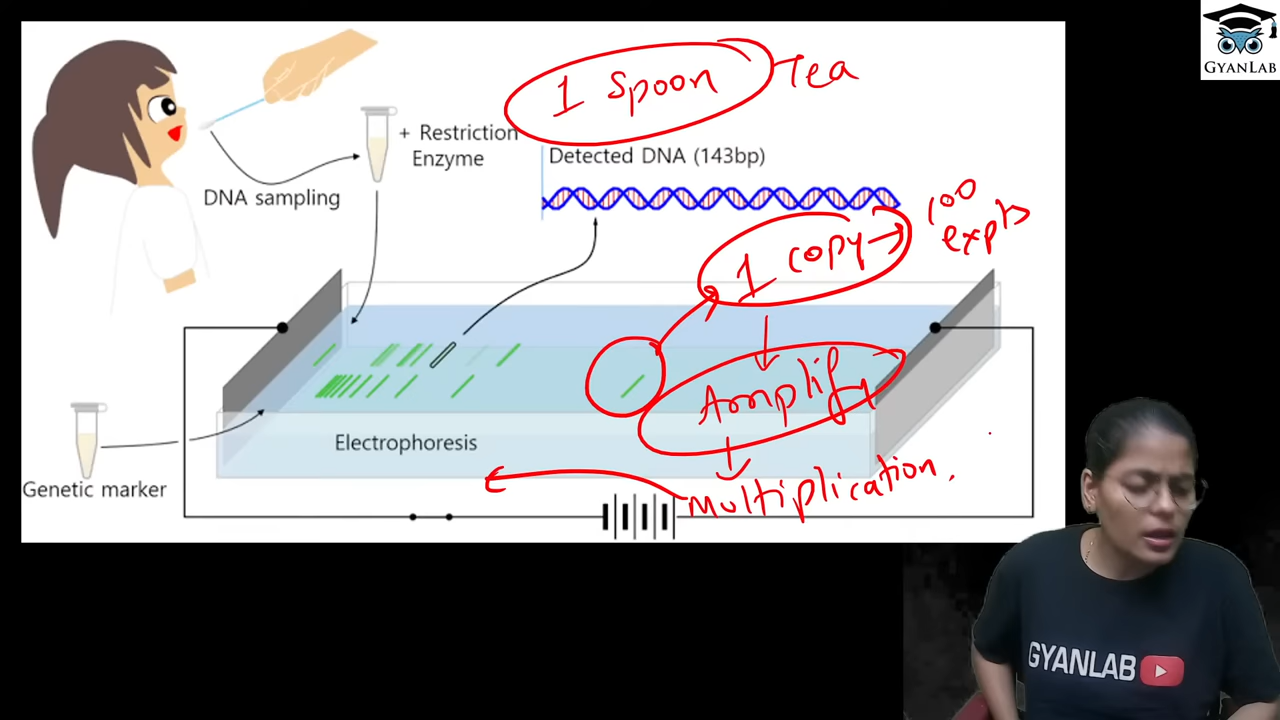 GYANLAB
1 Spoon Tea
+ Restriction
Enzyme
Detected DNA (143bp)
DNA sampling
1 copy → 100
expts
Amplify
Electrophoresis
Genetic marker
multiplication.
GYANLAB